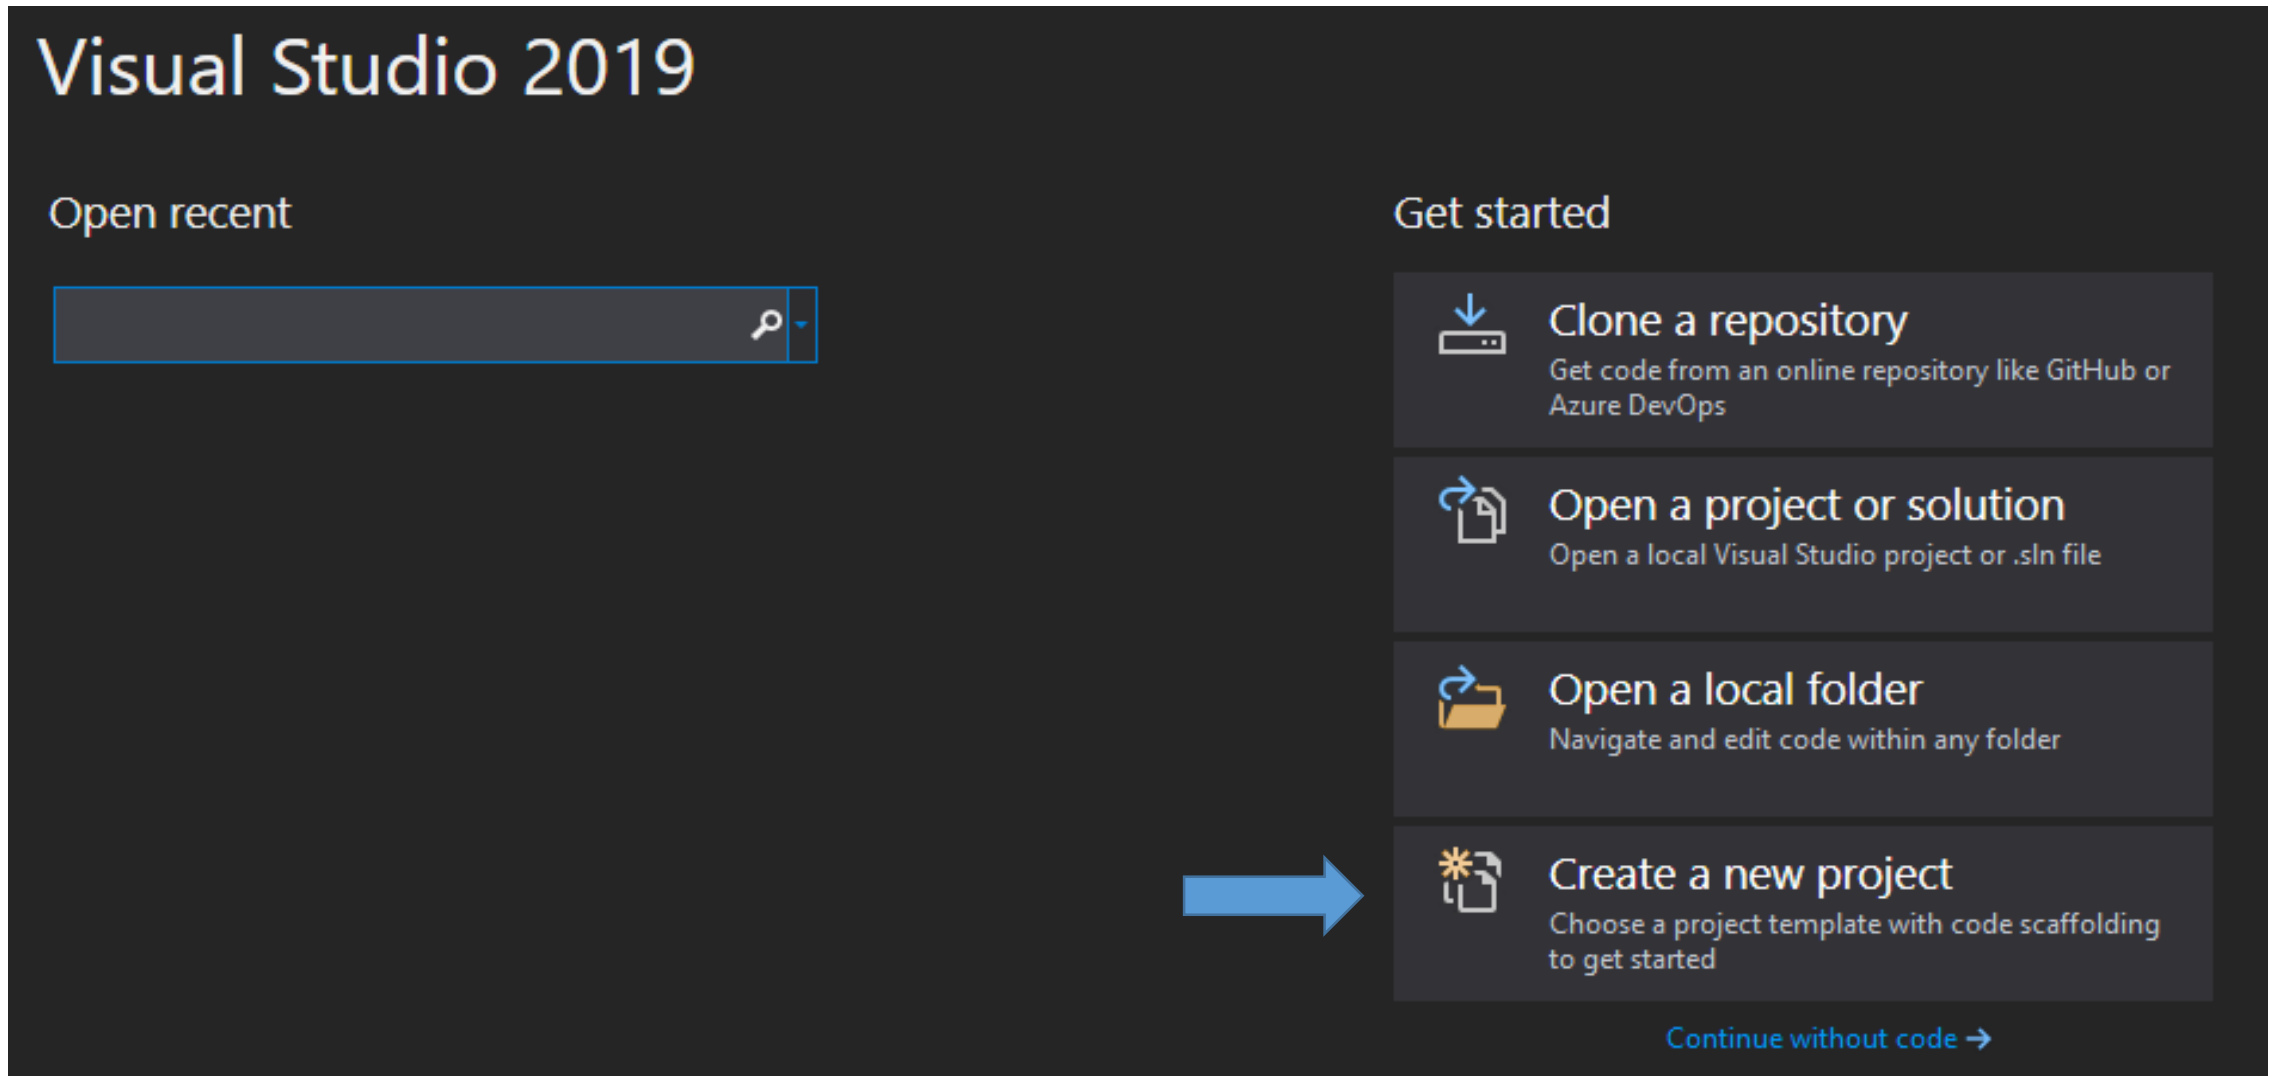 Visual Studio 2019
Open recent
Get started
Clone a repository
Get code from an online repository like GitHub or
Azure DevOps
Open a project or solution
Open a local Visual Studio project or .sln file
Open a local folder
Navigate and edit code within any folder
Create a new project
Choose a project template with code scaffolding
to get started
Continue without code →